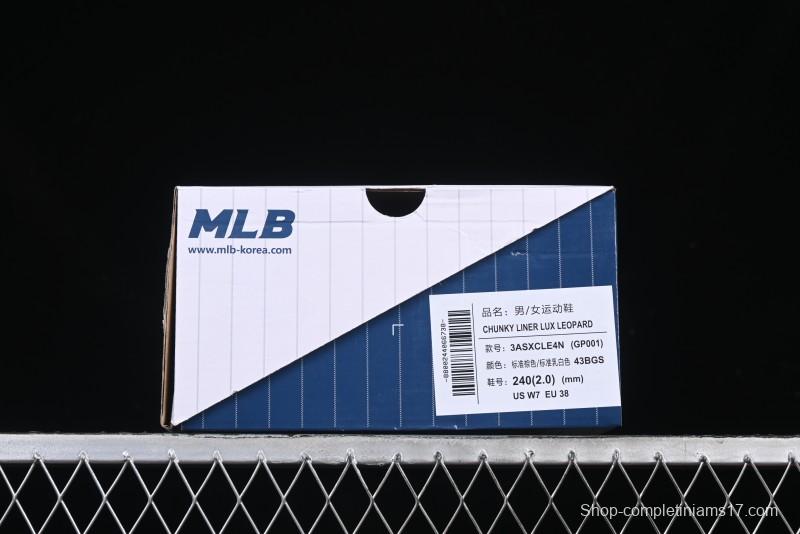 MLB
www.mlb-korea.com
品名：男/女运动鞋
CHUNKY LINER LUX LEOPARD
款号：3ASXCLE4N (GP001)
颜色：标准棕色/标准乳白色 43BGS
鞋号：240(2.0) (mm)
US W7 EU 38
Shop-completiniams17.com